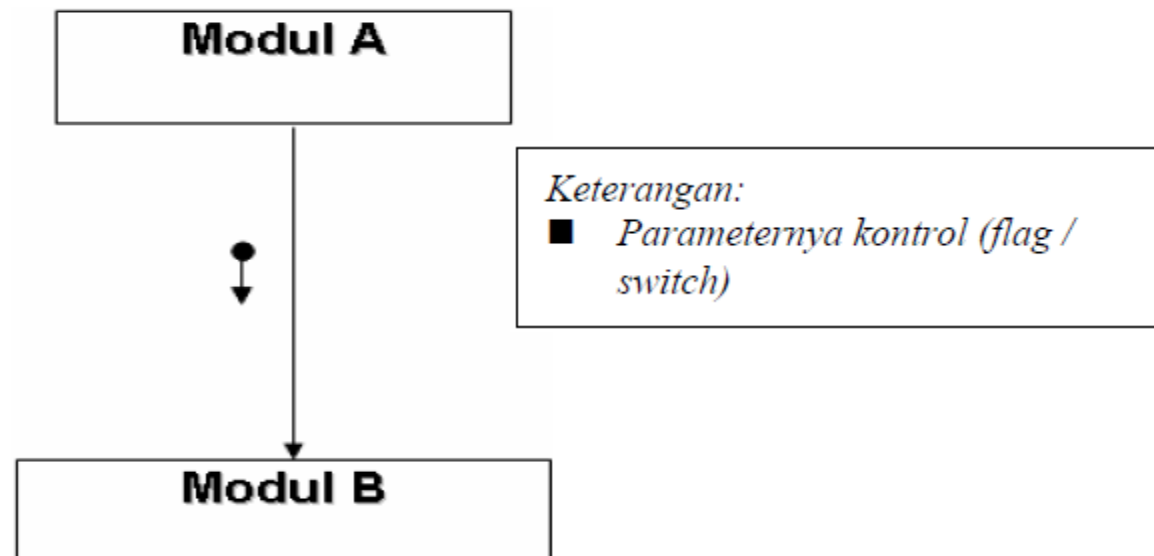 Modul A
Keterangan:
■ Parameternya kontrol (flag /
switch)
Modul B